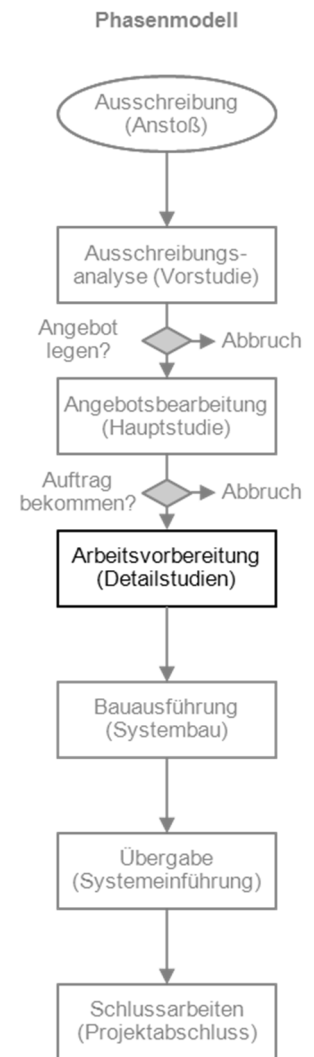 Phasenmodell
Ausschreibung
(Anstoß)
Ausschreibungs-
analyse (Vorstudie)
Angebot
legen?
Abbruch
Angebotsbearbeitung
(Hauptstudie)
Auftrag
bekommen?
Abbruch
Arbeitsvorbereitung
(Detailstudien)
Bauausführung
(Systembau)
Übergabe
(Systemeinführung)
Schlussarbeiten
(Projektabschluss)